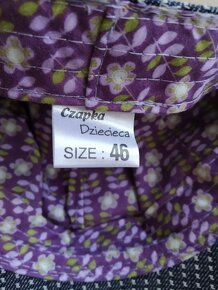 Czapka
Dziecięca
SIZE : 46